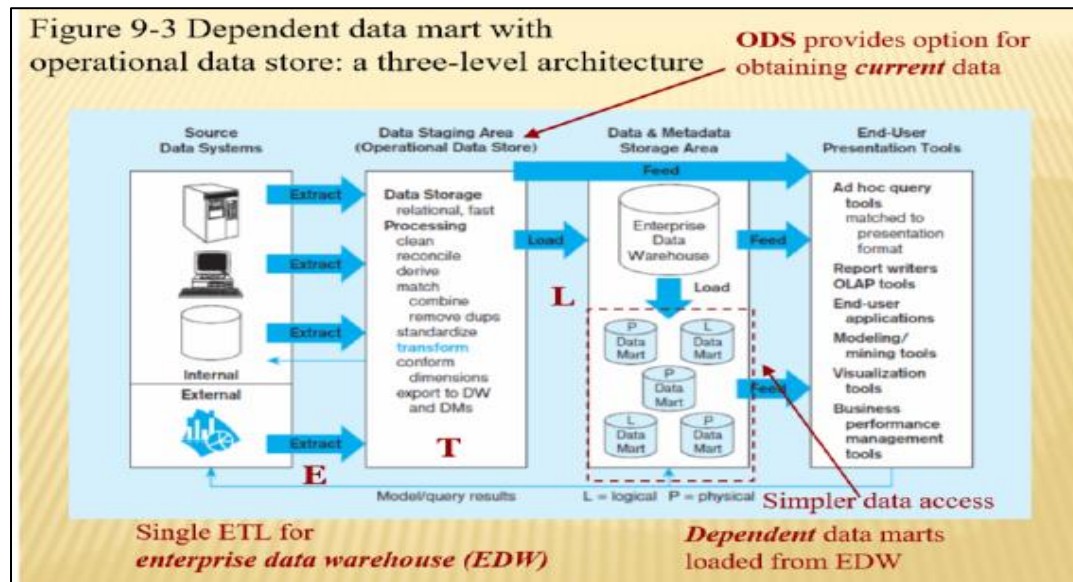 Figure 9-3 Dependent data mart with
operational data store: a three-level architecture
ODS provides option for
obtaining current data
Source
Data Systems
Data Staging Area
(Operational Data Store)
Data & Metadata
Storage Area
End-User
Presentation Tools
Extract
Extract
Extract
Internal
External
Extract
E
Data Storage
relational, fast
Processing
clean
reconcile
derive
match
combine
remove dups
standardize
transform
conform
dimensions
export to DW
and DMs
T
Feed
Load
Enterprise
Data
Warehouse
Feed
Load
L
P
Data
Mart
L
Data
Mart
P
Data
Mart
L
Data
Mart
P
Data
Mart
Feed
Ad hoc query
tools
matched to
presentation
format
Report writers
OLAP tools
End-user
applications
Modeling/
mining tools
Visualization
tools
Business
performance
management
tools
Model/query results
L = logical P = physical
Simpler data access
Single ETL for
enterprise data warehouse (EDW)
Dependent data marts
loaded from EDW